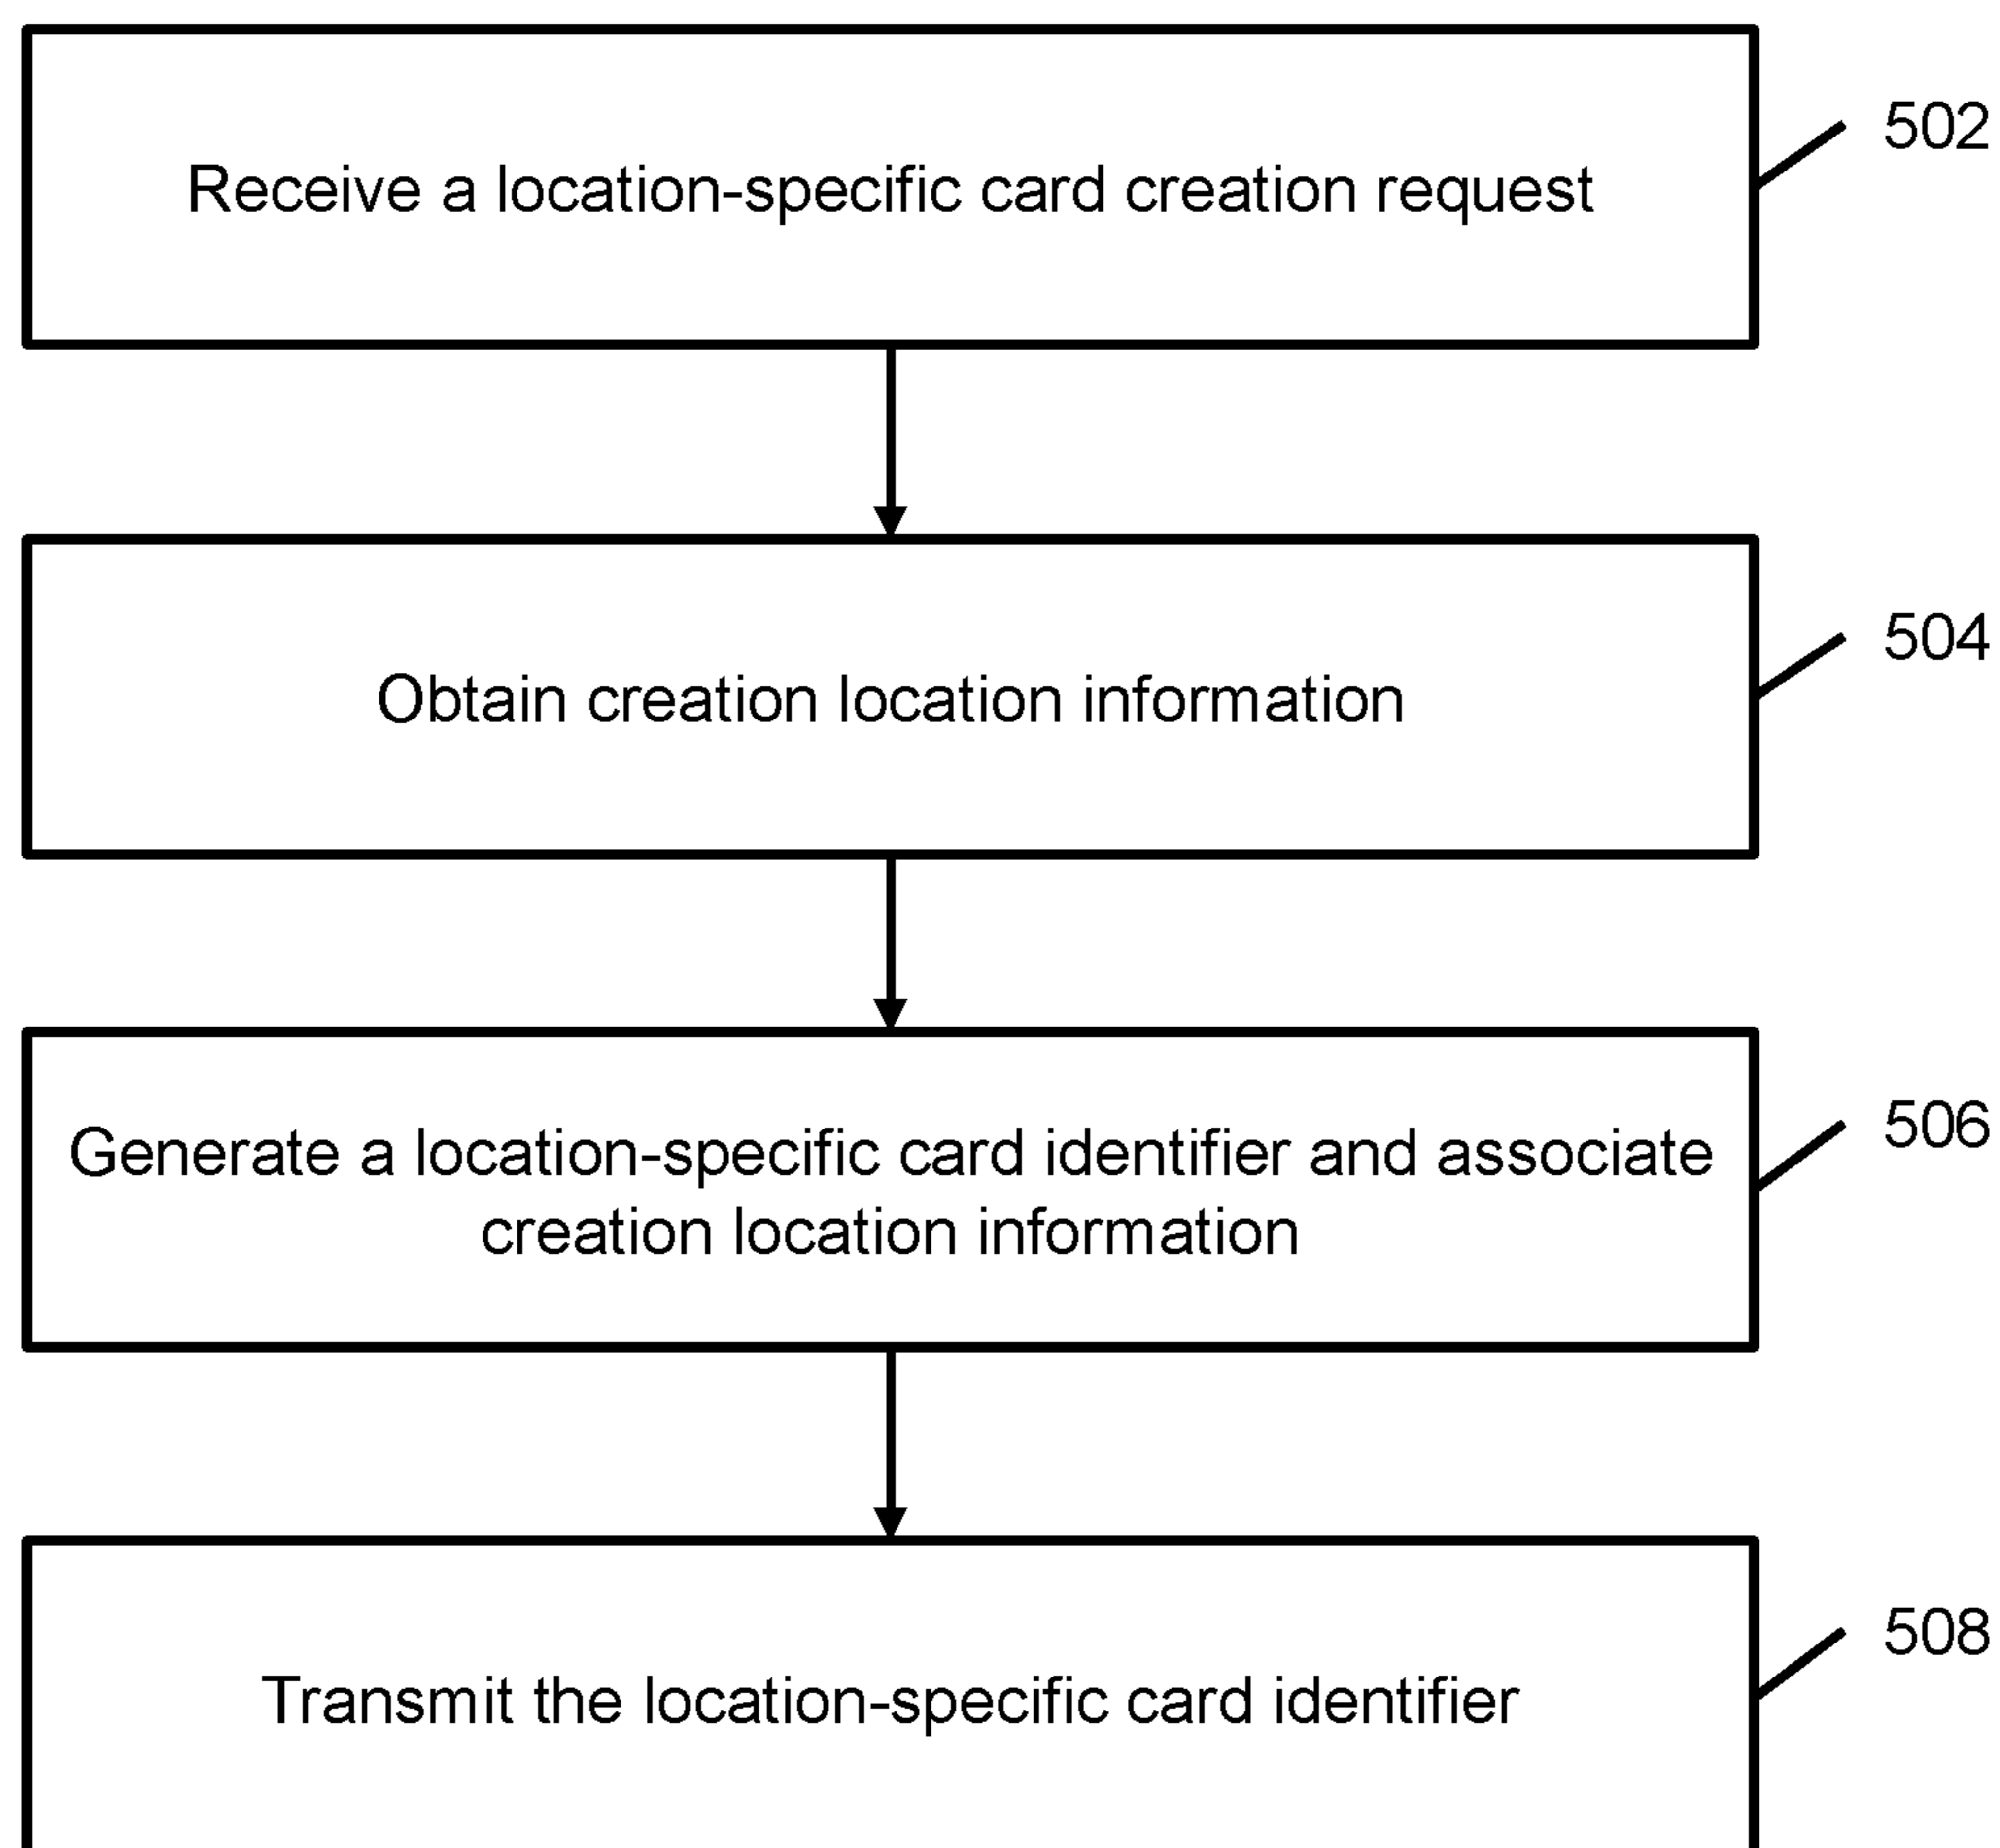 Receive a location-specific card creation request
502
Obtain creation location information
504
Generate a location-specific card identifier and associate
creation location information
506
Transmit the location-specific card identifier
508